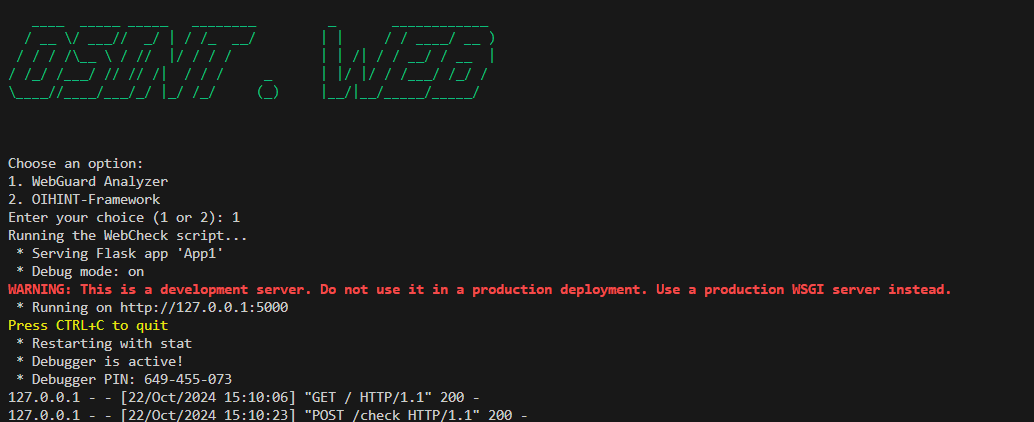 OSINT . WEB
Choose an option:
1. WebGuard Analyzer
2. OIHINT-Framework
Enter your choice (1 or 2): 1
Running the WebCheck script...
* Serving Flask app 'App1'
* Debug mode: on
WARNING: This is a development server. Do not use it in a production deployment. Use a production WSGI server instead.
* Running on http://127.0.0.1:5000
Press CTRL+C to quit
* Restarting with stat
* Debugger is active!
* Debugger PIN: 649-455-073
127.0.0.1 - - [22/Oct/2024 15:10:06] "GET / HTTP/1.1" 200 -
127.0.0.1 - - [22/Oct/2024 15:10:23] "POST /check HTTP/1.1" 200 -